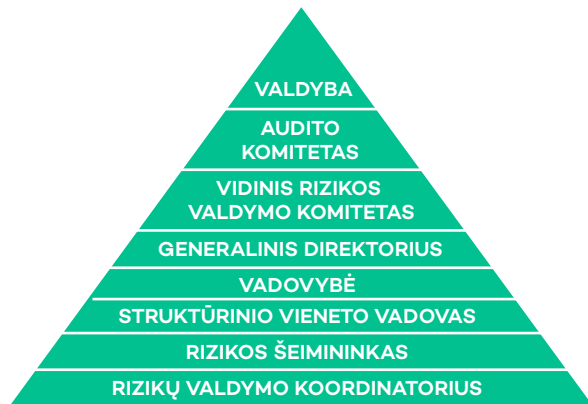 VALDYBA
AUDITO
KOMITETAS
VIDINIS RIZIKOS
VALDYMO KOMITETAS
GENERALINIS DIREKTORIUS
VADOVYBĖ
STRUKTŪRINIO VIENETO VADOVAS
RIZIKOS ŠEIMININKAS
RIZIKŲ VALDYMO KOORDINATORIUS